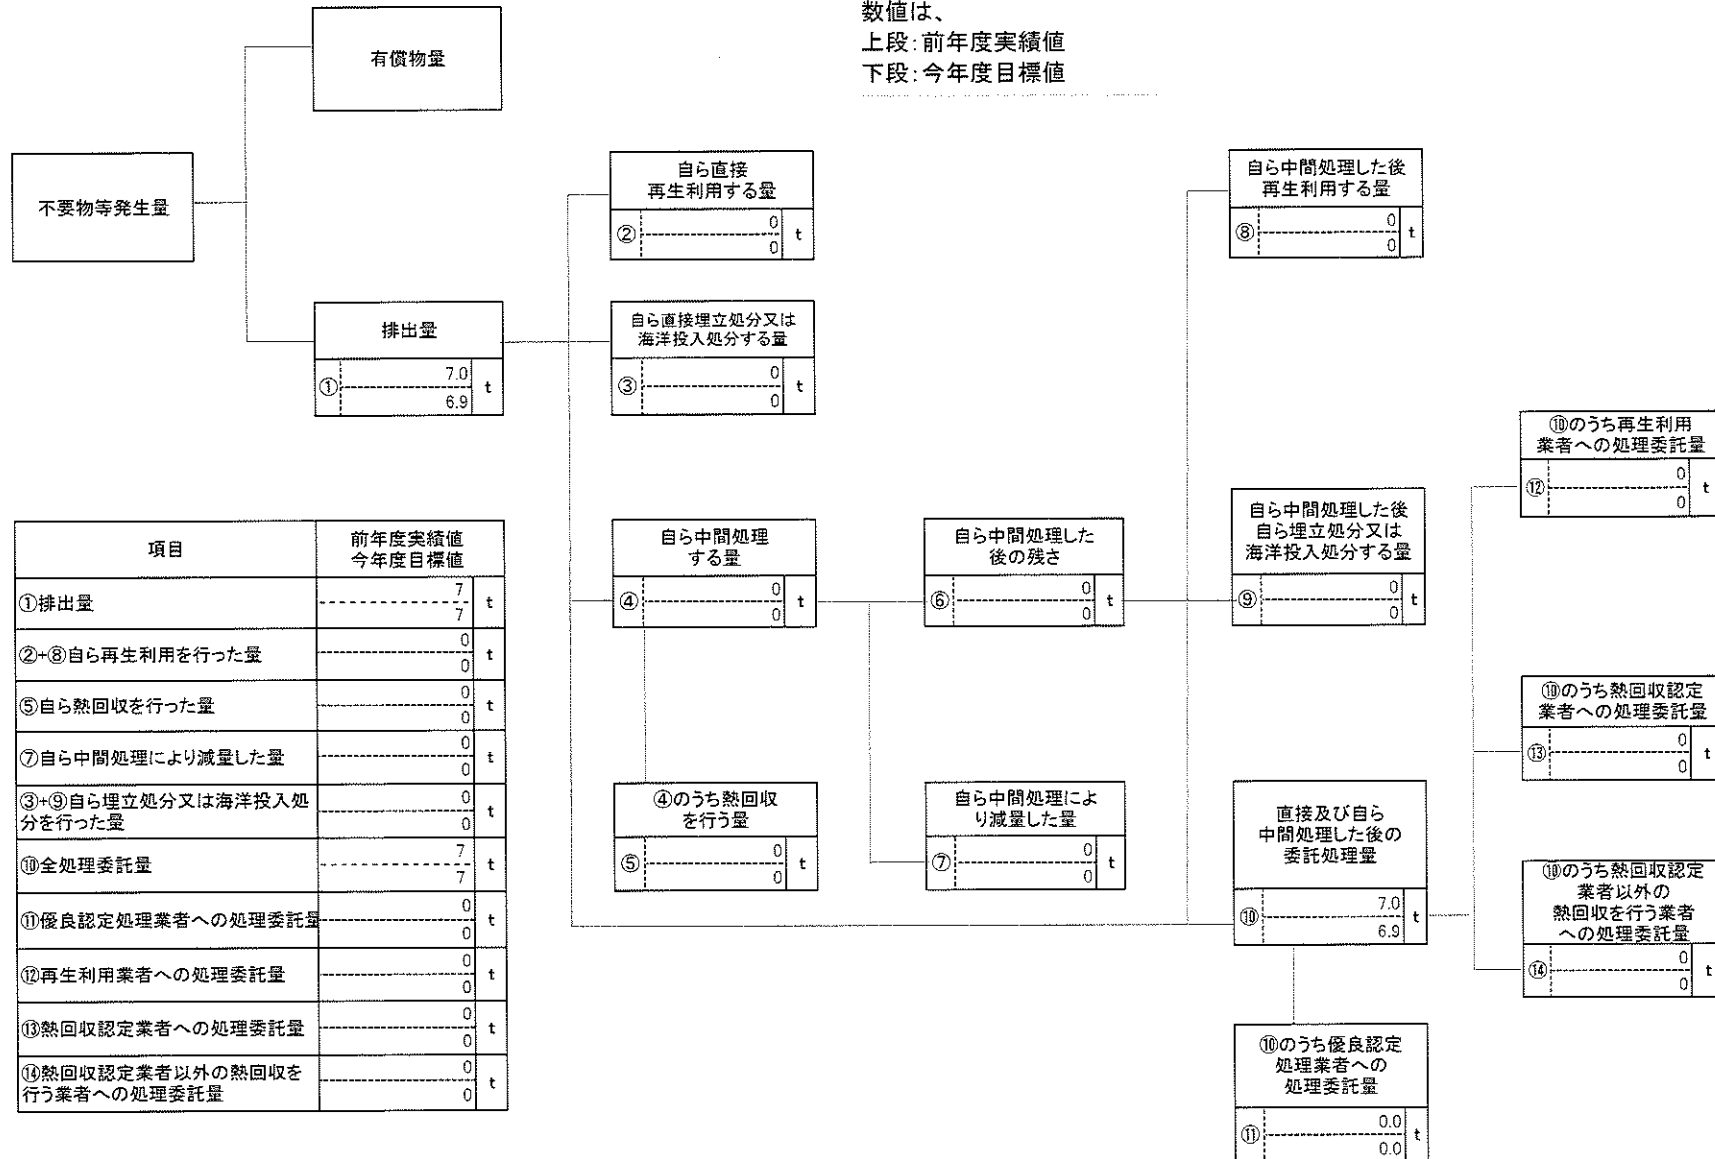 数値は、
上段:前年度実績値
下段:今年度目標値
有償物量
不要物等発生量
排出量
① 7.0 t
6.9
自ら直接
再生利用する量
② 0 t
0
自ら直接埋立処分又は
海洋投入処分する量
③ 0 t
0
自ら中間処理した後
再生利用する量
⑧ 0 t
0
⑩のうち再生利用
業者への処理委託量
⑫ 0 t
0
自ら中間処理
する量
④ 0 t
0
自ら中間処理した
後の残さ
⑥ 0 t
0
自ら中間処理した後
自ら埋立処分又は
海洋投入処分する量
⑨ 0 t
0
⑩のうち熱回収認定
業者への処理委託量
⑬ 0 t
0
④のうち熱回収
を行う量
⑤ 0 t
0
自ら中間処理によ
り減量した量
⑦ 0 t
0
直接及び自ら
中間処理した後の
委託処理量
⑩ 7.0 t
6.9
⑩のうち熱回収認定
業者以外の
熱回収を行う業者
への処理委託量
⑭ 0 t
0
⑩のうち優良認定
処理業者への
処理委託量
⑪ 0.0 t
0.0
項目 前年度実績値
今年度目標値
①排出量 7 t
7
②+⑧自ら再生利用を行った量 0 t
0
⑤自ら熱回収を行った量 0 t
0
⑦自ら中間処理により減量した量 0 t
0
③+⑨自ら埋立処分又は海洋投入処 0 t
分を行った量 0
⑩全処理委託量 7 t
7
⑪優良認定処理業者への処理委託量 0 t
0
⑫再生利用業者への処理委託量 0 t
0
⑬熱回収認定業者への処理委託量 0 t
0
⑭熱回収認定業者以外の熱回収を 0 t
行う業者への処理委託量 0